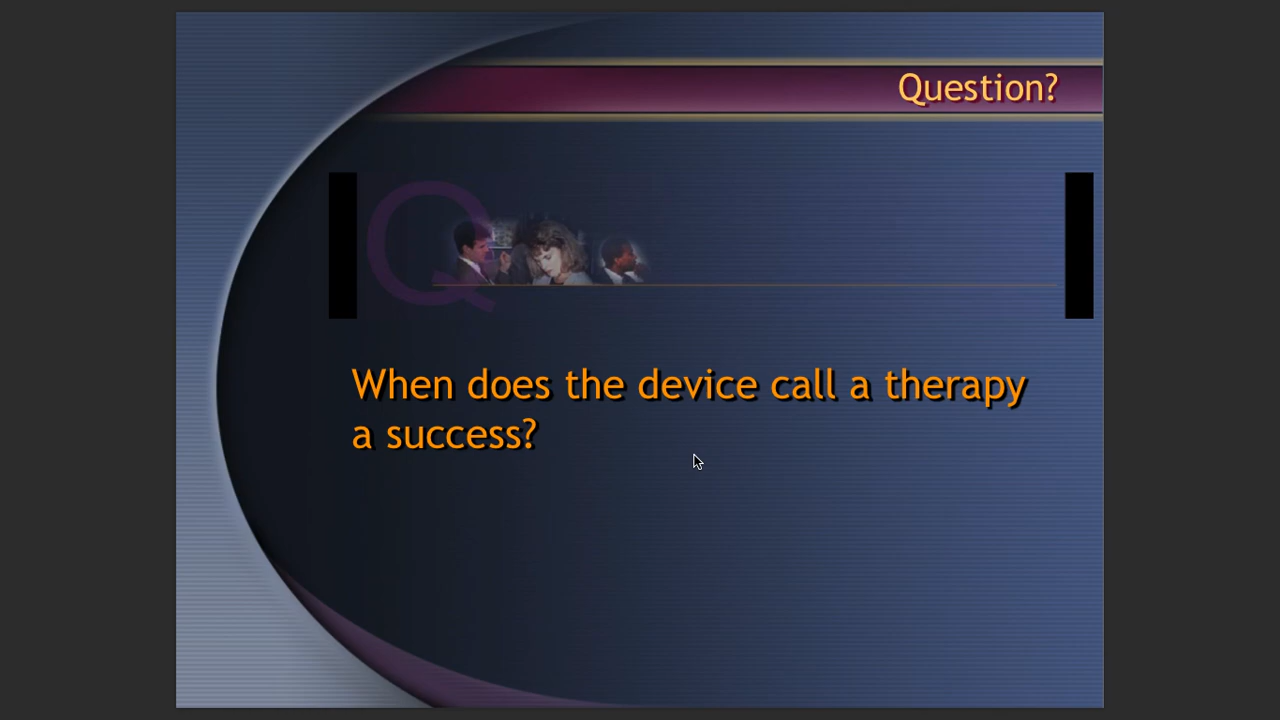 Question?
Q
When does the device call a therapy
a success?